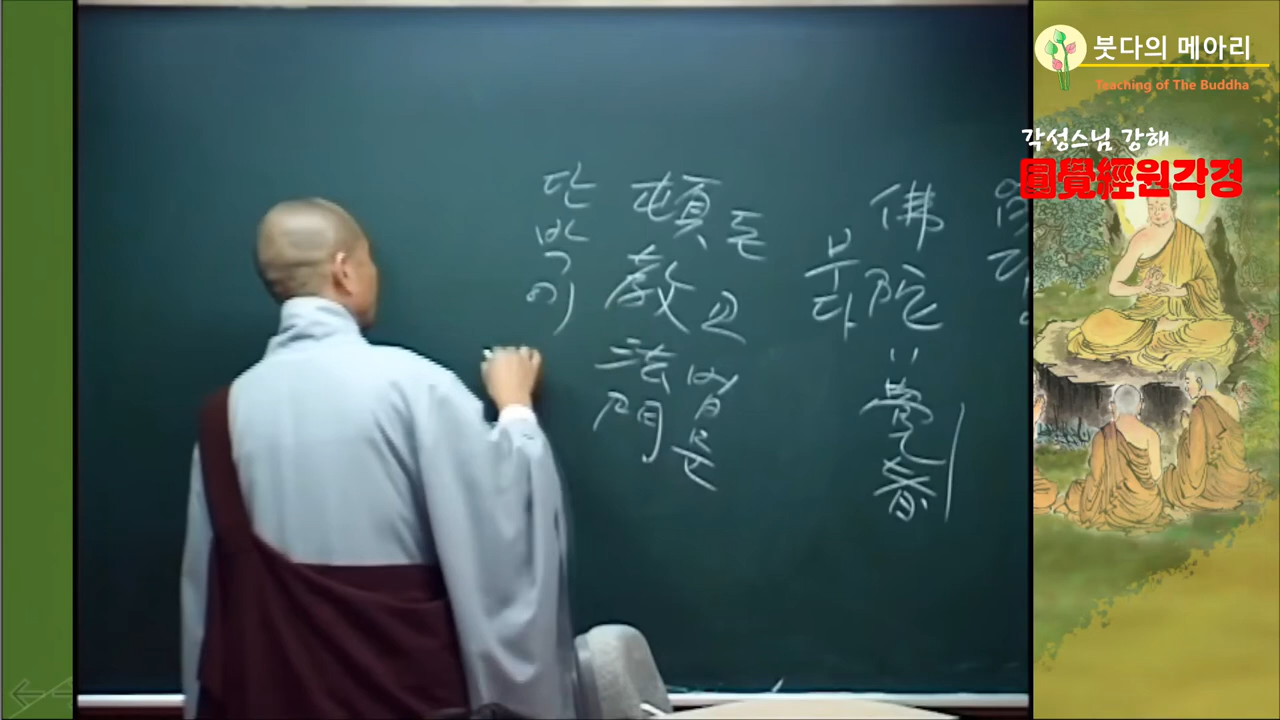 붓다의 메아리
Teaching of The Buddha
각성스님 강해
圓覺經원각경
佛陀
부다
覺者
頓敎法門
돈교법문
단박에